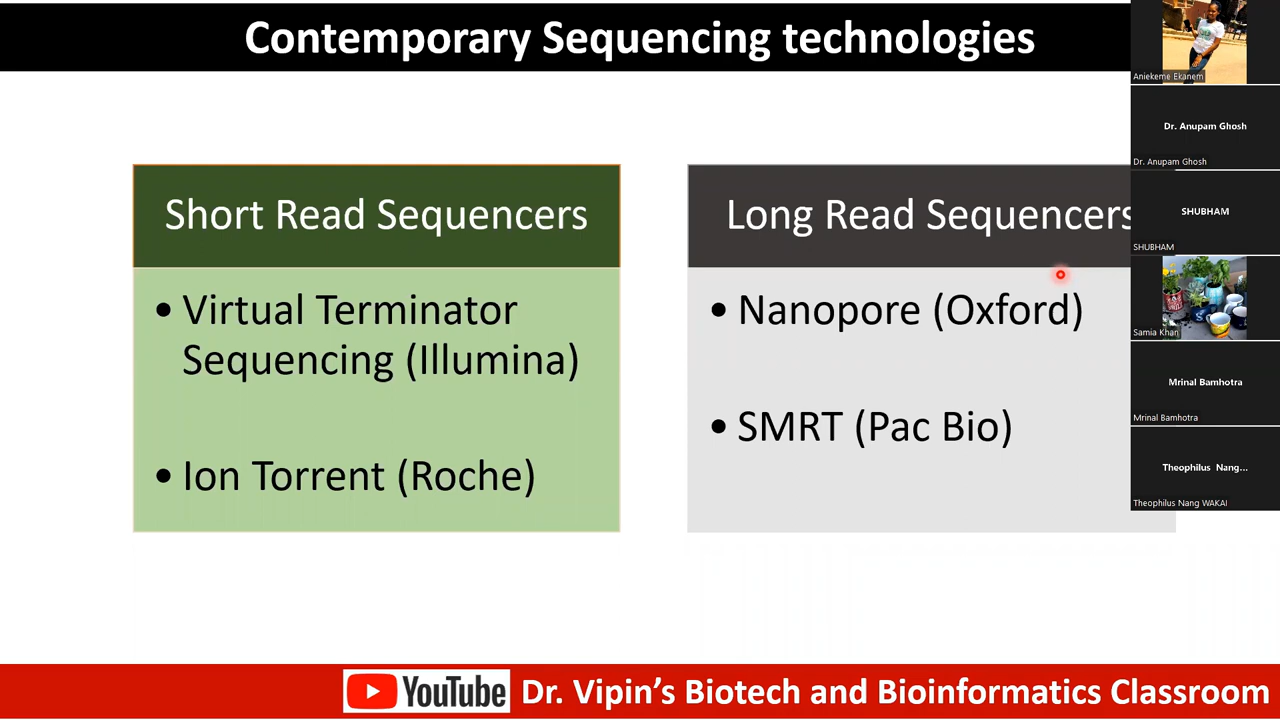 Contemporary Sequencing technologies
Short Read Sequencers
• Virtual Terminator
Sequencing (Illumina)
• Ion Torrent (Roche)
Long Read Sequencers
• Nanopore (Oxford)
• SMRT (Pac Bio)
Aniekeme Ekanem
Dr. Anupam Ghosh
Dr. Anupam Ghosh
SHUBHAM
SHUBHAM
Samia Khan
Mrinal Bamhotra
Mrinal Bamhotra
Theophilus Nang...
Theophilus Nang WAKAI
YouTube Dr. Vipin’s Biotech and Bioinformatics Classroom